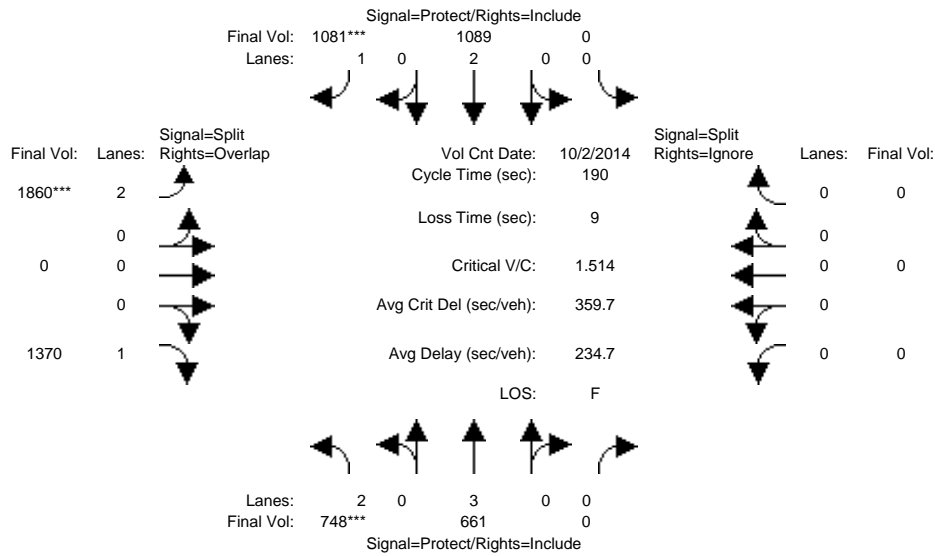 Signal=Protect/Rights=Include
Final Vol: 1081*** 1089 0
Lanes: 1 0 2 0 0
Signal=Split
Signal=Split
Final Vol: Lanes: Rights=Overlap Vol Cnt Date: 10/2/2014 Rights=Ignore Lanes: Final Vol:
Cycle Time (sec): 190
1860*** 2 0 0
Loss Time (sec): 9
0 0
0 0 Critical V/C: 1.514 0 0
0 Avg Crit Del (sec/veh): 359.7 0
1370 1 Avg Delay (sec/veh): 234.7 0 0
LOS: F
Lanes: 2 0 3 0 0
Final Vol: 748*** 661 0
Signal=Protect/Rights=Include